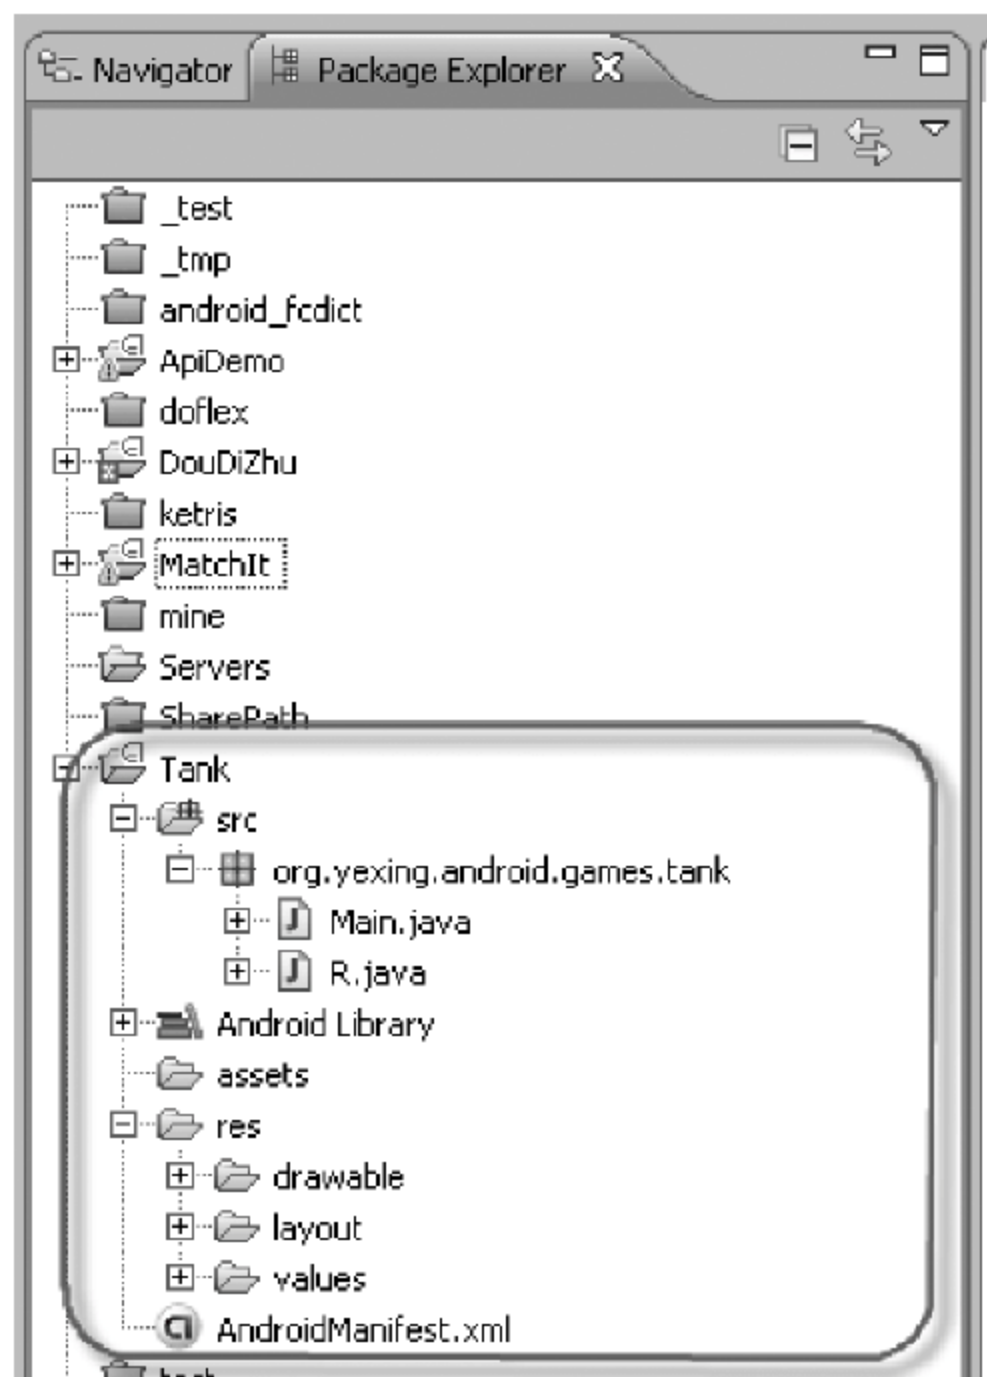 Navigator Package Explorer
_test
_tmp
android_fcdict
ApiDemo
doflex
DouDiZhu
ketris
MatchIt
mine
Servers
SharePath
Tank
src
org.yexing.android.games.tank
Main.java
R.java
Android Library
assets
res
drawable
layout
values
AndroidManifest.xml